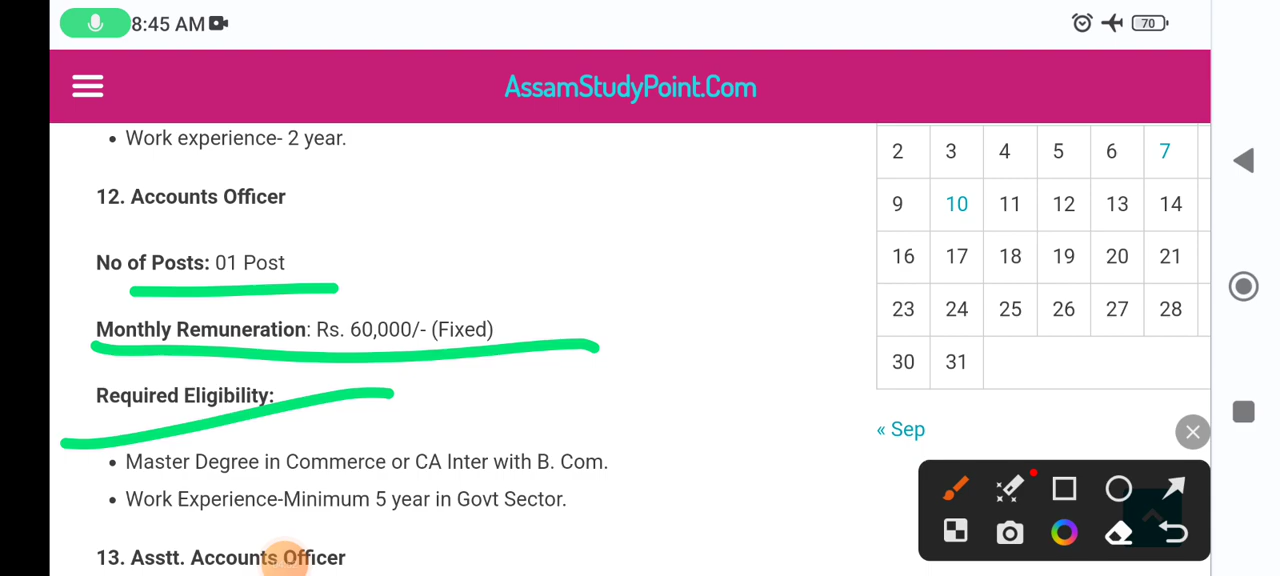 8:45 AM
70
AssamStudyPoint.Com
• Work experience- 2 year.
12. Accounts Officer
No of Posts: 01 Post
Monthly Remuneration: Rs. 60,000/- (Fixed)
Required Eligibility:
• Master Degree in Commerce or CA Inter with B. Com.
• Work Experience-Minimum 5 year in Govt Sector.
13. Asstt. Accounts Officer
2 3 4 5 6 7
9 10 11 12 13 14
16 17 18 19 20 21
23 24 25 26 27 28
30 31
« Sep